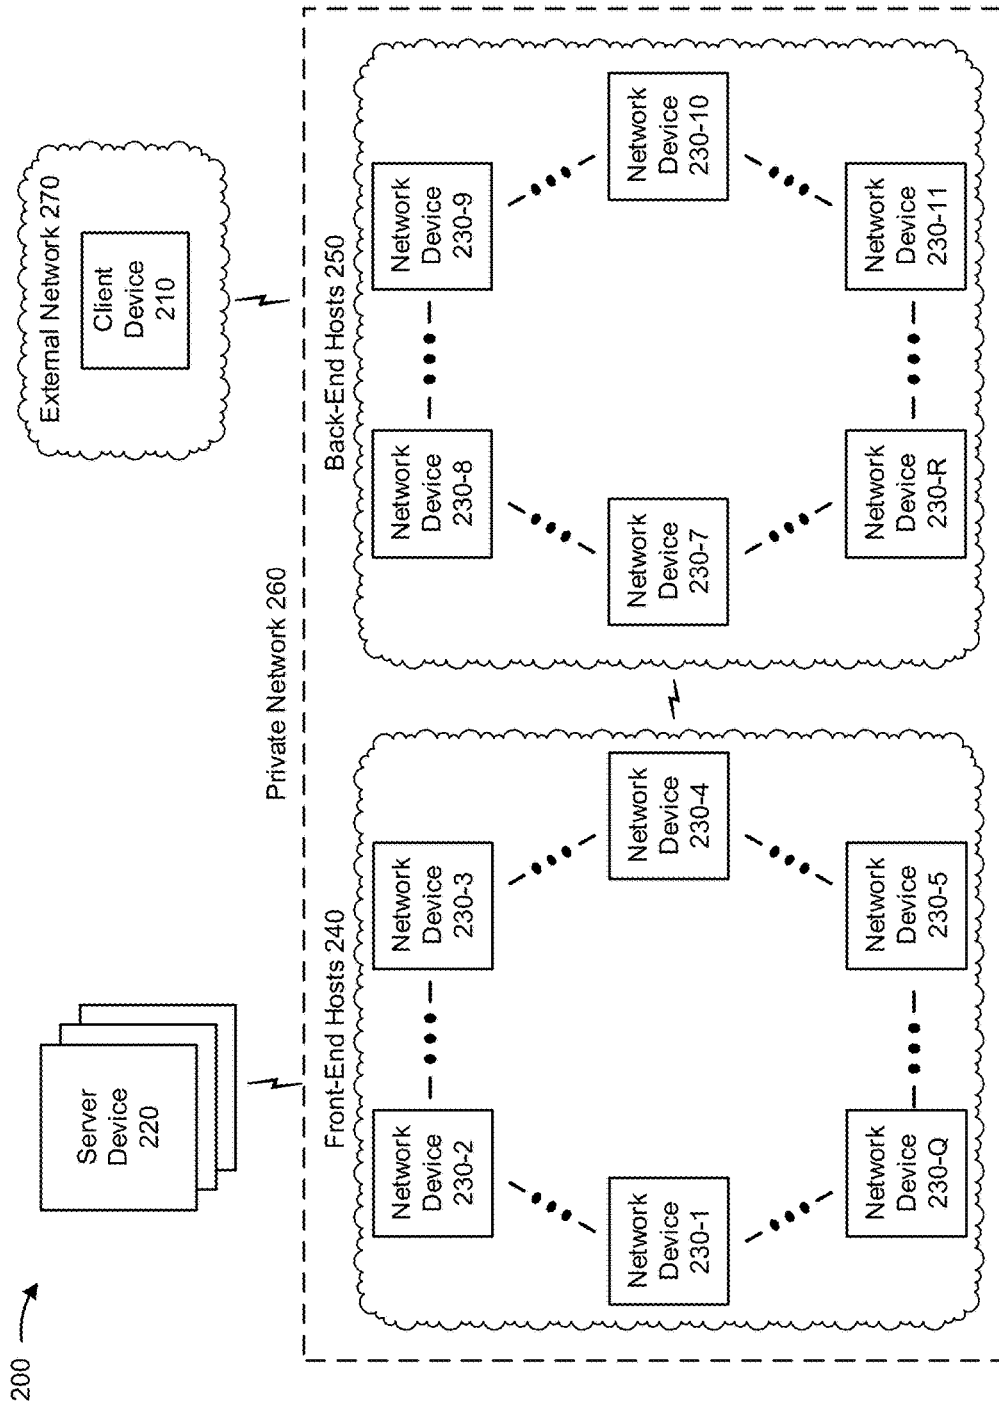 200
Server
Device
220
External Network 270
Client
Device
210
Private Network 260
Front-End Hosts 240
Network
Device
230-2
Network
Device
230-3
Network
Device
230-1
Network
Device
230-4
Network
Device
230-Q
Network
Device
230-5
Back-End Hosts 250
Network
Device
230-8
Network
Device
230-9
Network
Device
230-7
Network
Device
230-10
Network
Device
230-R
Network
Device
230-11